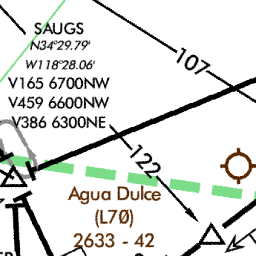 SAUGS
N34°29.79'
W118°28.06'
V165 6700NW
V459 6600NW
V386 6300NE
107
122
Agua Dulce
(L70)
2633 - 42